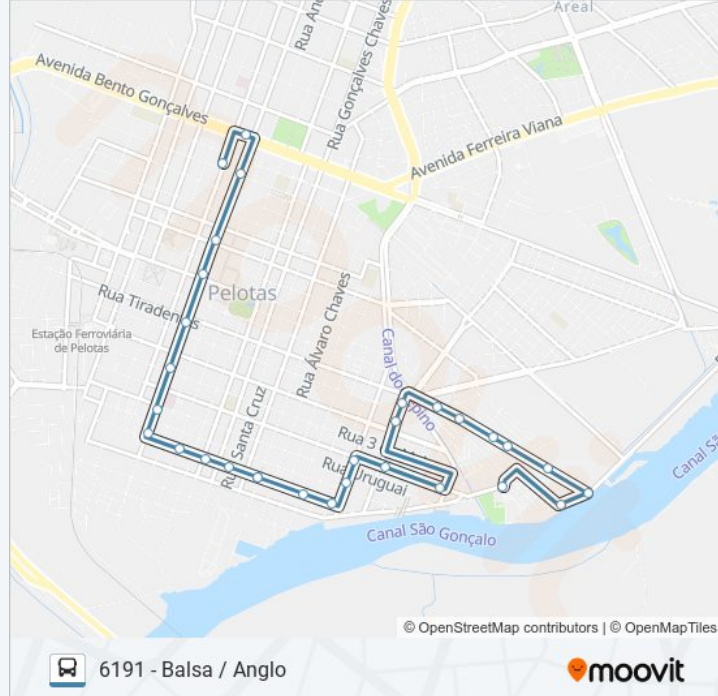 Areal
Rua And
Rua Gonçalves Chaves
Avenida Bento Gonçalves
Avenida Ferreira Viana
Pelotas
Rua Tiradentes
Estação Ferroviária
de Pelotas
Rua Álvaro Chaves
Canal do Pepino
Rua Santa Cruz
Rua 3
Rua Uruguai
Canal São Gonçalo
Canal Sã
© OpenStreetMap contributors | © OpenMapTiles
6191 - Balsa / Anglo
moovit